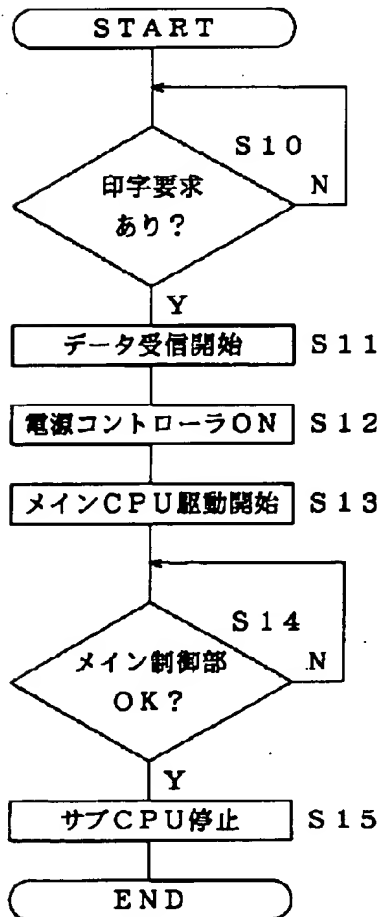 START
S10
印字要求
あり?
N
Y
データ受信開始 S11
電源コントローラON S12
メインCPU駆動開始 S13
S14
メイン制御部
OK?
N
Y
サブCPU停止 S15
END